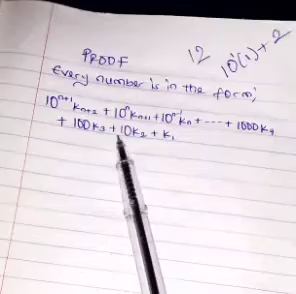 PROOF
12
10(1) + 2
Every number is in the form;
10ⁿ⁺¹kₙ₊₂ + 10ⁿkₙ₊₁ + 10ⁿ⁻¹kₙ + ---- + 1000k₄
+ 100k₃ + 10k₂ + k₁